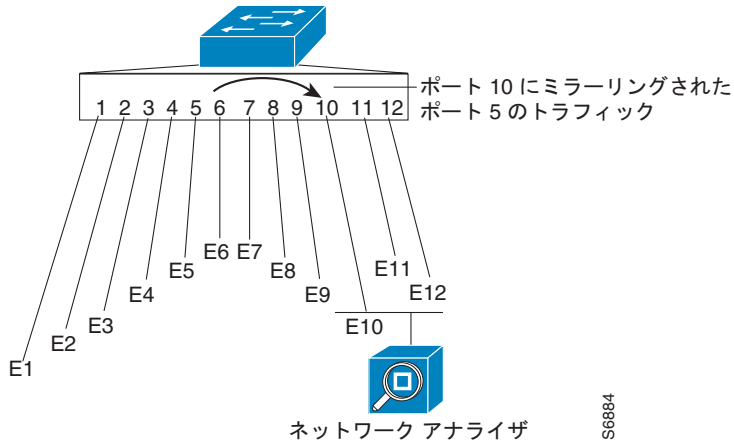 ポート 10 にミラーリングされた
ポート 5 のトラフィック
1 2 3 4 5 6 7 8 9 10 11 12
E6 E7
E5 E8 E11
E4 E9 E12
E3 E10
E2
E1
ネットワーク アナライザ
S6884